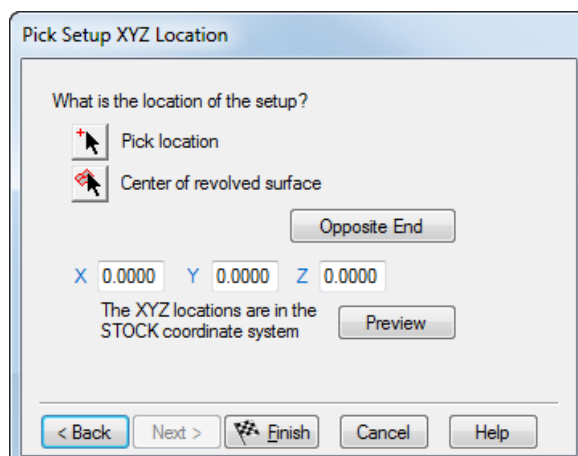 Pick Setup XYZ Location
What is the location of the setup?
Pick location
Center of revolved surface
Opposite End
X 0.0000 Y 0.0000 Z 0.0000
The XYZ locations are in the
STOCK coordinate system
Preview
< Back Next > Finish Cancel Help